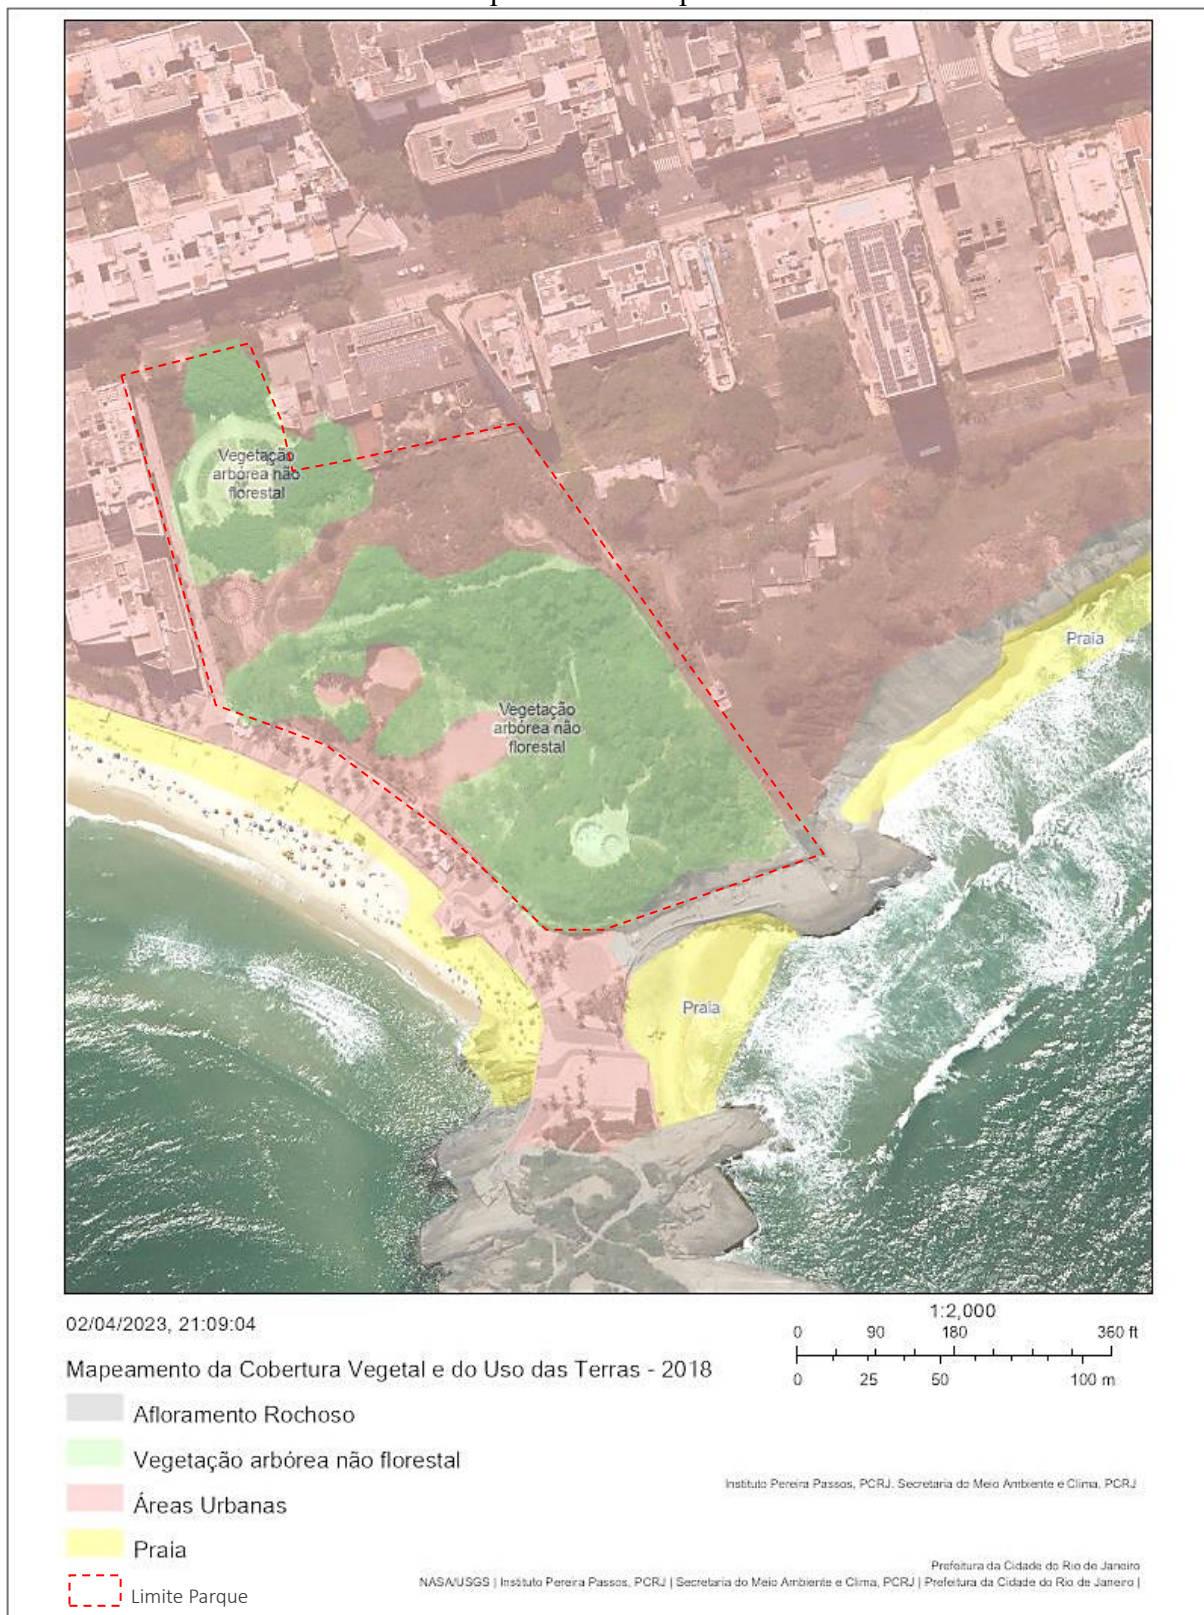 Vegetação
arbórea não
florestal
Praia
Vegetação
arbórea não
florestal
Praia
02/04/2023, 21:09:04
1:2,000
0 90 180 360 ft
0 25 50 100 m
Mapeamento da Cobertura Vegetal e do Uso das Terras - 2018
Afloramento Rochoso
Vegetação arbórea não florestal
Áreas Urbanas
Praia
Limite Parque
Instituto Pereira Passos, PCRJ. Secretaria do Meio Ambiente e Clima, PCRJ
Prefeitura da Cidade do Rio de Janeiro
NASA/USGS | Instituto Pereira Passos, PCRJ | Secretaria do Meio Ambiente e Clima, PCRJ | Prefeitura da Cidade do Rio de Janeiro |